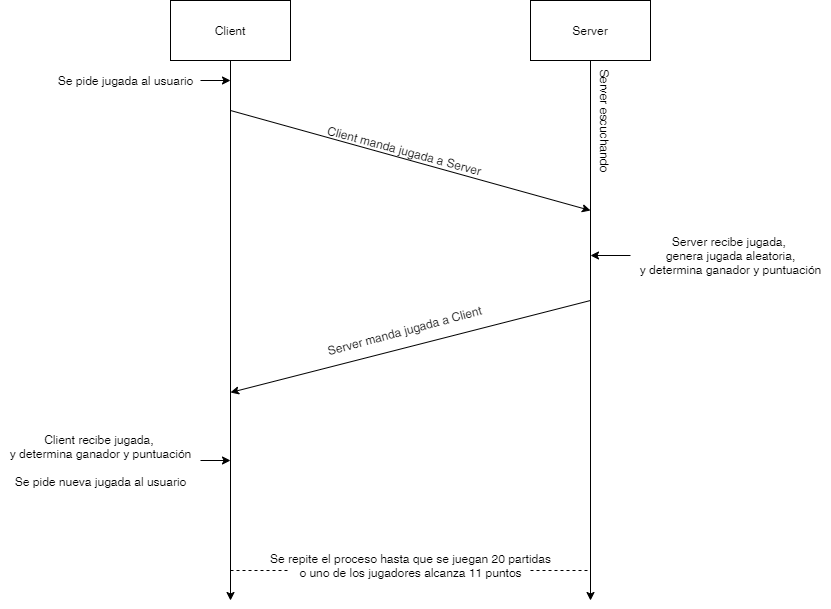 Client
Server
Se pide jugada al usuario
Server escuchando
Client manda jugada a Server
Server recibe jugada,
genera jugada aleatoria,
y determina ganador y puntuación
Server manda jugada a Client
Client recibe jugada,
y determina ganador y puntuación
Se pide nueva jugada al usuario
Se repite el proceso hasta que se juegan 20 partidas
o uno de los jugadores alcanza 11 puntos